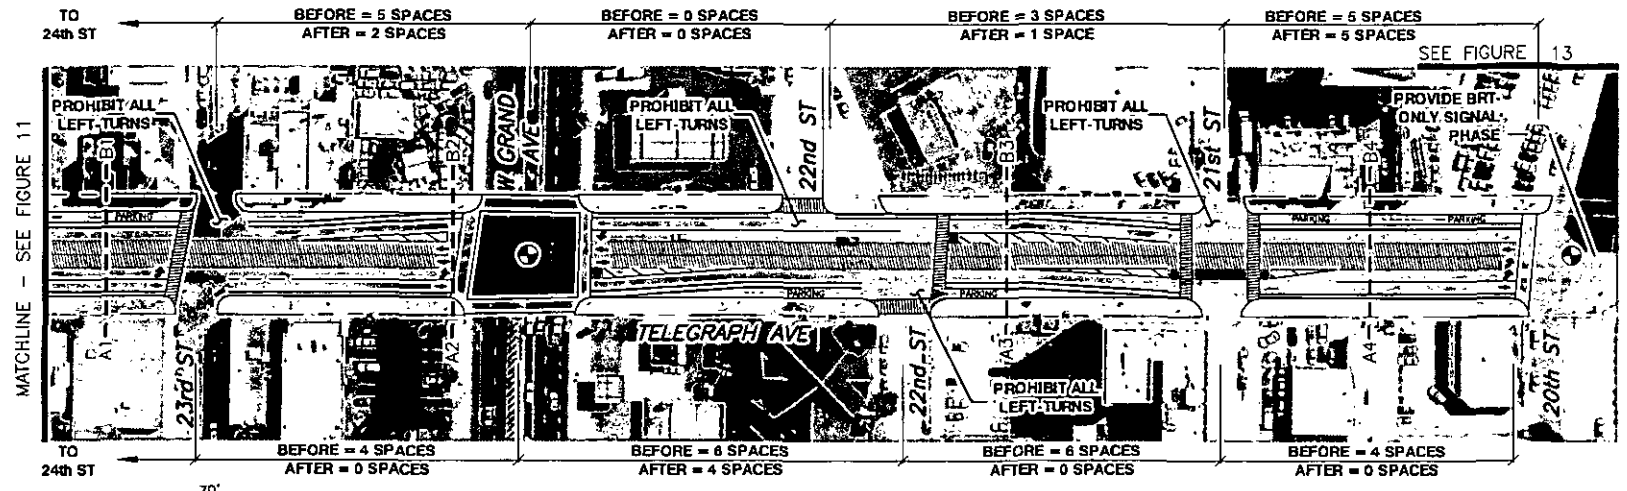 TO
24th ST
BEFORE = 5 SPACES
AFTER = 2 SPACES
BEFORE = 0 SPACES
AFTER = 0 SPACES
BEFORE = 3 SPACES
AFTER = 1 SPACE
BEFORE = 5 SPACES
AFTER = 5 SPACES
SEE FIGURE 13
MATCHLINE - SEE FIGURE 11
PROHIBIT ALL
LEFT-TURNS
W GRAND
AVE
PROHIBIT ALL
LEFT-TURNS
22nd ST
PROHIBIT ALL
LEFT-TURNS
21st ST
PROVIDE BRT-
ONLY SIGNAL
PHASE
B1
B2
B3
B4
PARKING
PARKING
PARKING
PARKING
PARKING
TELEGRAPH AVE
A1
A2
A3
A4
23rd ST
22nd ST
PROHIBIT ALL
LEFT-TURNS
20th ST
TO
24th ST
BEFORE = 4 SPACES
AFTER = 0 SPACES
BEFORE = 6 SPACES
AFTER = 4 SPACES
BEFORE = 6 SPACES
AFTER = 0 SPACES
BEFORE = 4 SPACES
AFTER = 0 SPACES
70'